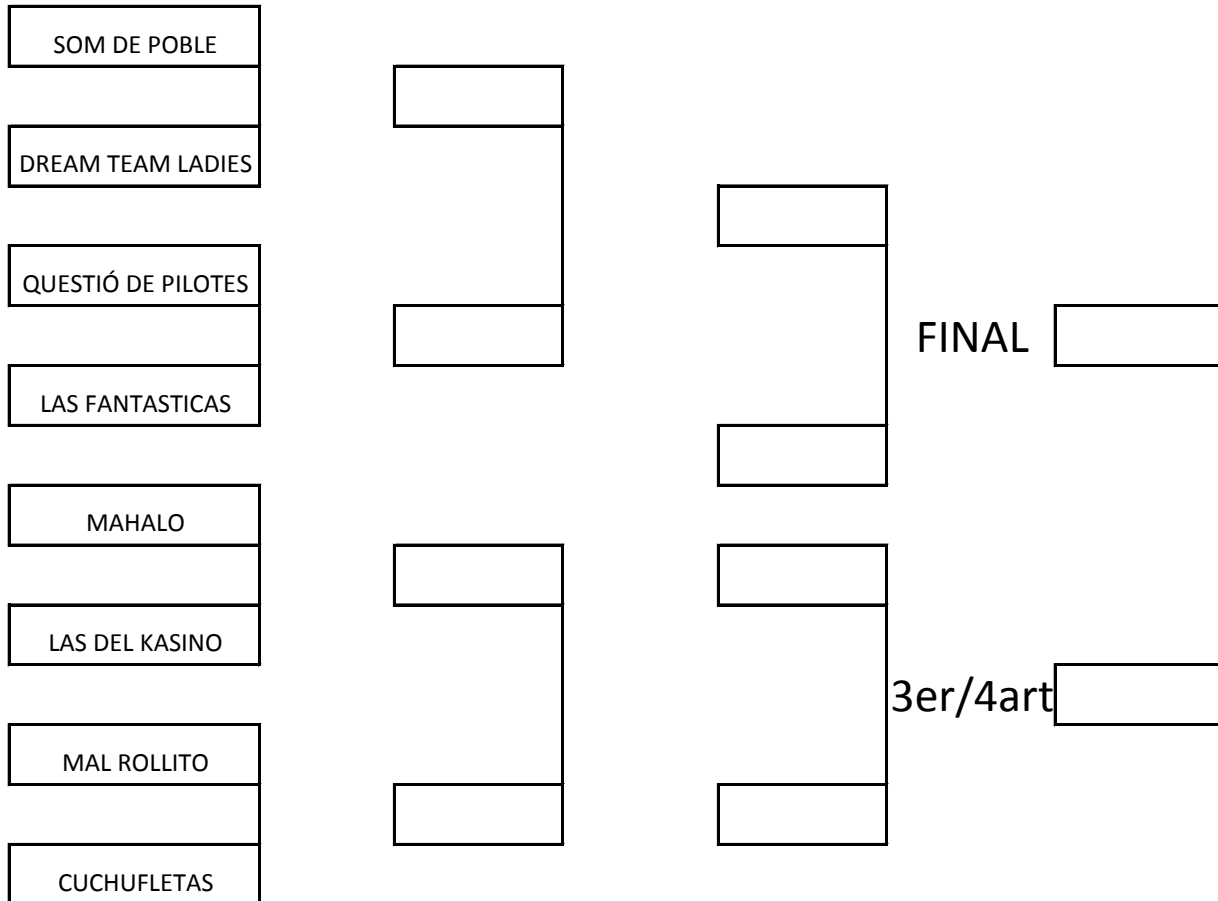 SOM DE POBLE
DREAM TEAM LADIES
QUESTIÓ DE PILOTES
FINAL
LAS FANTASTICAS
MAHALO
LAS DEL KASINO
3er/4art
MAL ROLLITO
CUCHUFLETAS